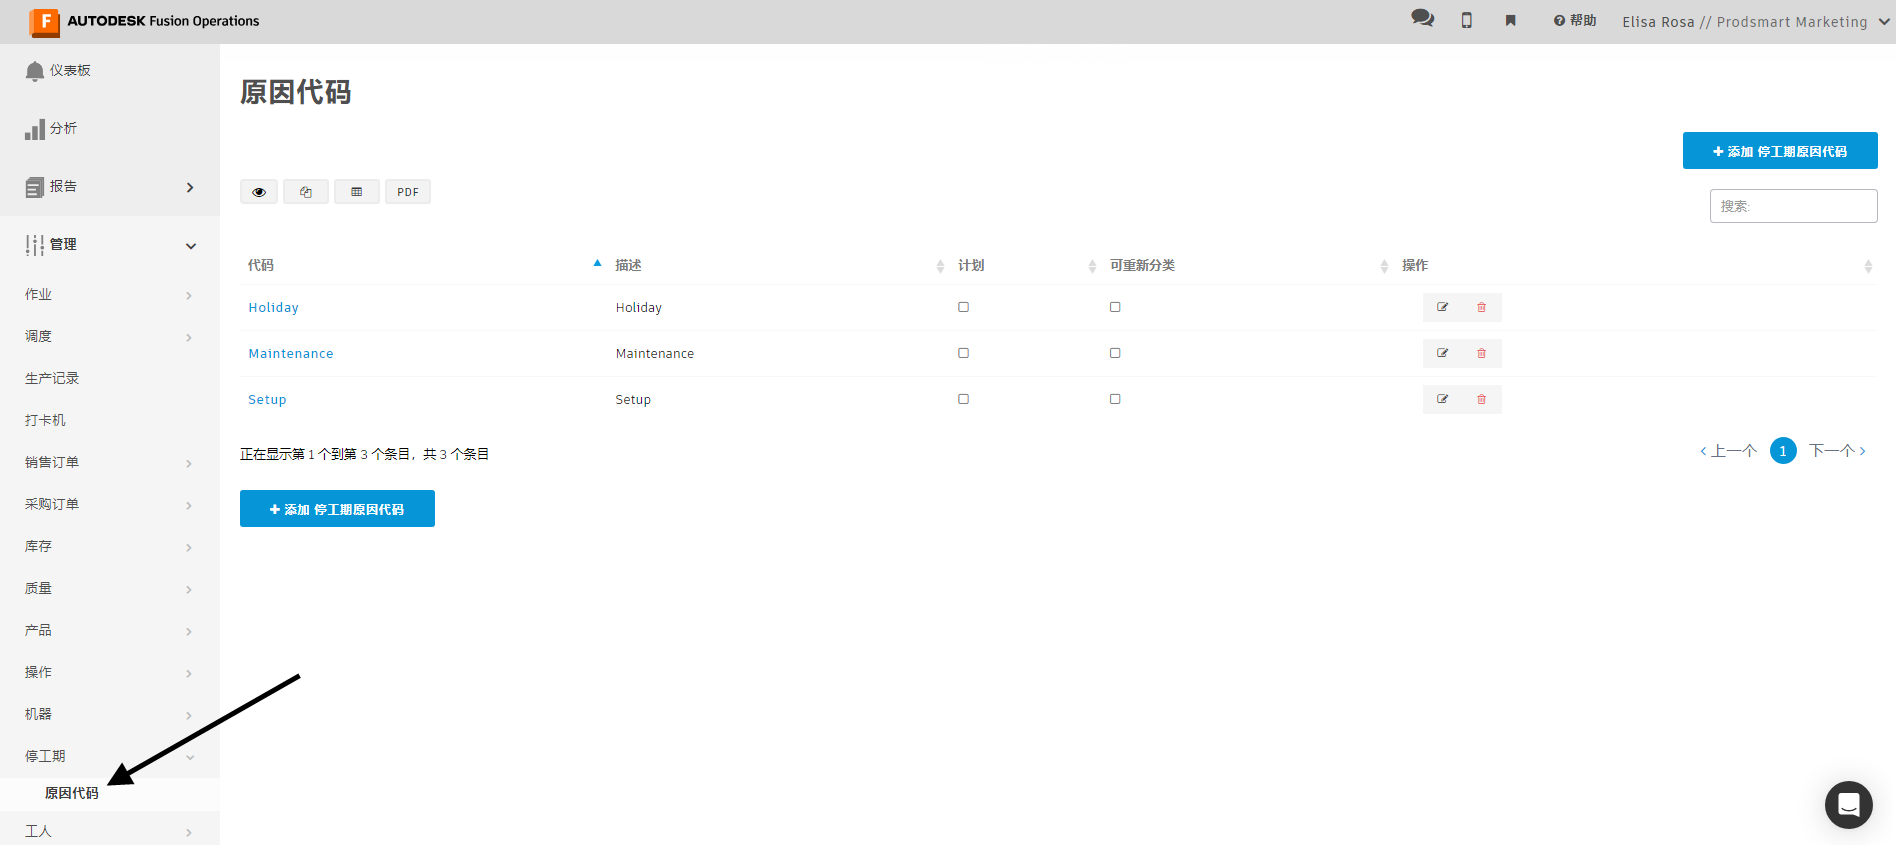 AUTODESK Fusion Operations
帮助
Elisa Rosa // Prodsmart Marketing
仪表板
分析
报告
管理
作业
调度
生产记录
打卡机
销售订单
采购订单
库存
质量
产品
操作
机器
停工期
原因代码
工人
原因代码
添加 停工期原因代码
PDF
搜索:
代码 描述 计划 可重新分类 操作
Holiday Holiday
Maintenance Maintenance
Setup Setup
正在显示第 1 个到第 3 个条目，共 3 个条目
上一个 1 下一个
添加 停工期原因代码